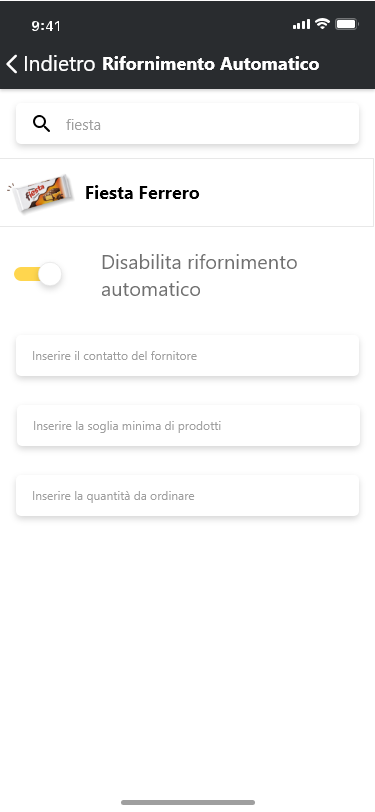 9:41
Indietro Rifornimento Automatico
fiesta
fiesta
Fiesta Ferrero
Disabilita rifornimento
automatico
Inserire il contatto del fornitore
Inserire la soglia minima di prodotti
Inserire la quantità da ordinare